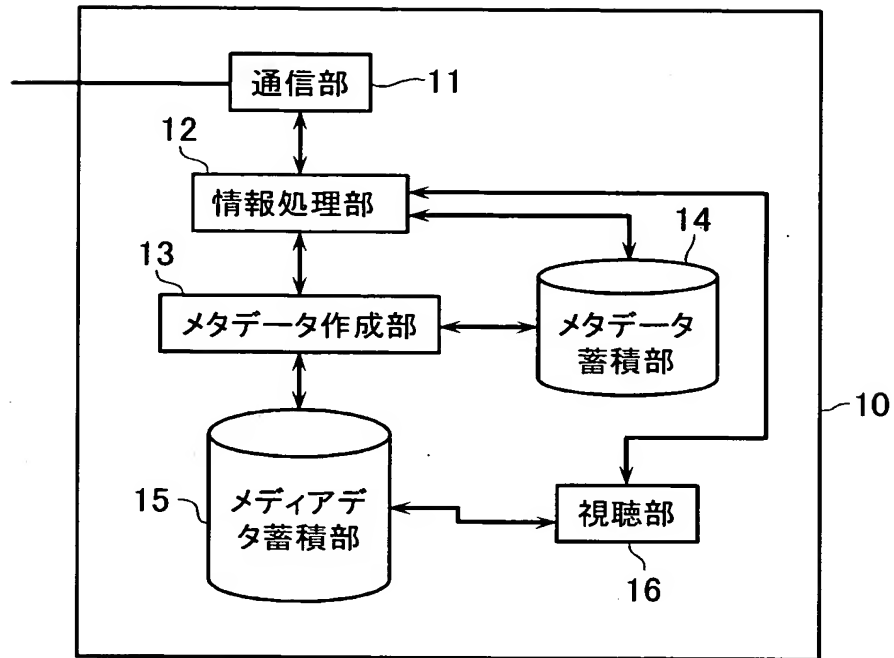 通信部
11
12
情報処理部
14
13
メタデータ作成部
メタデータ
蓄積部
10
15
メディアデー
タ蓄積部
視聴部
16